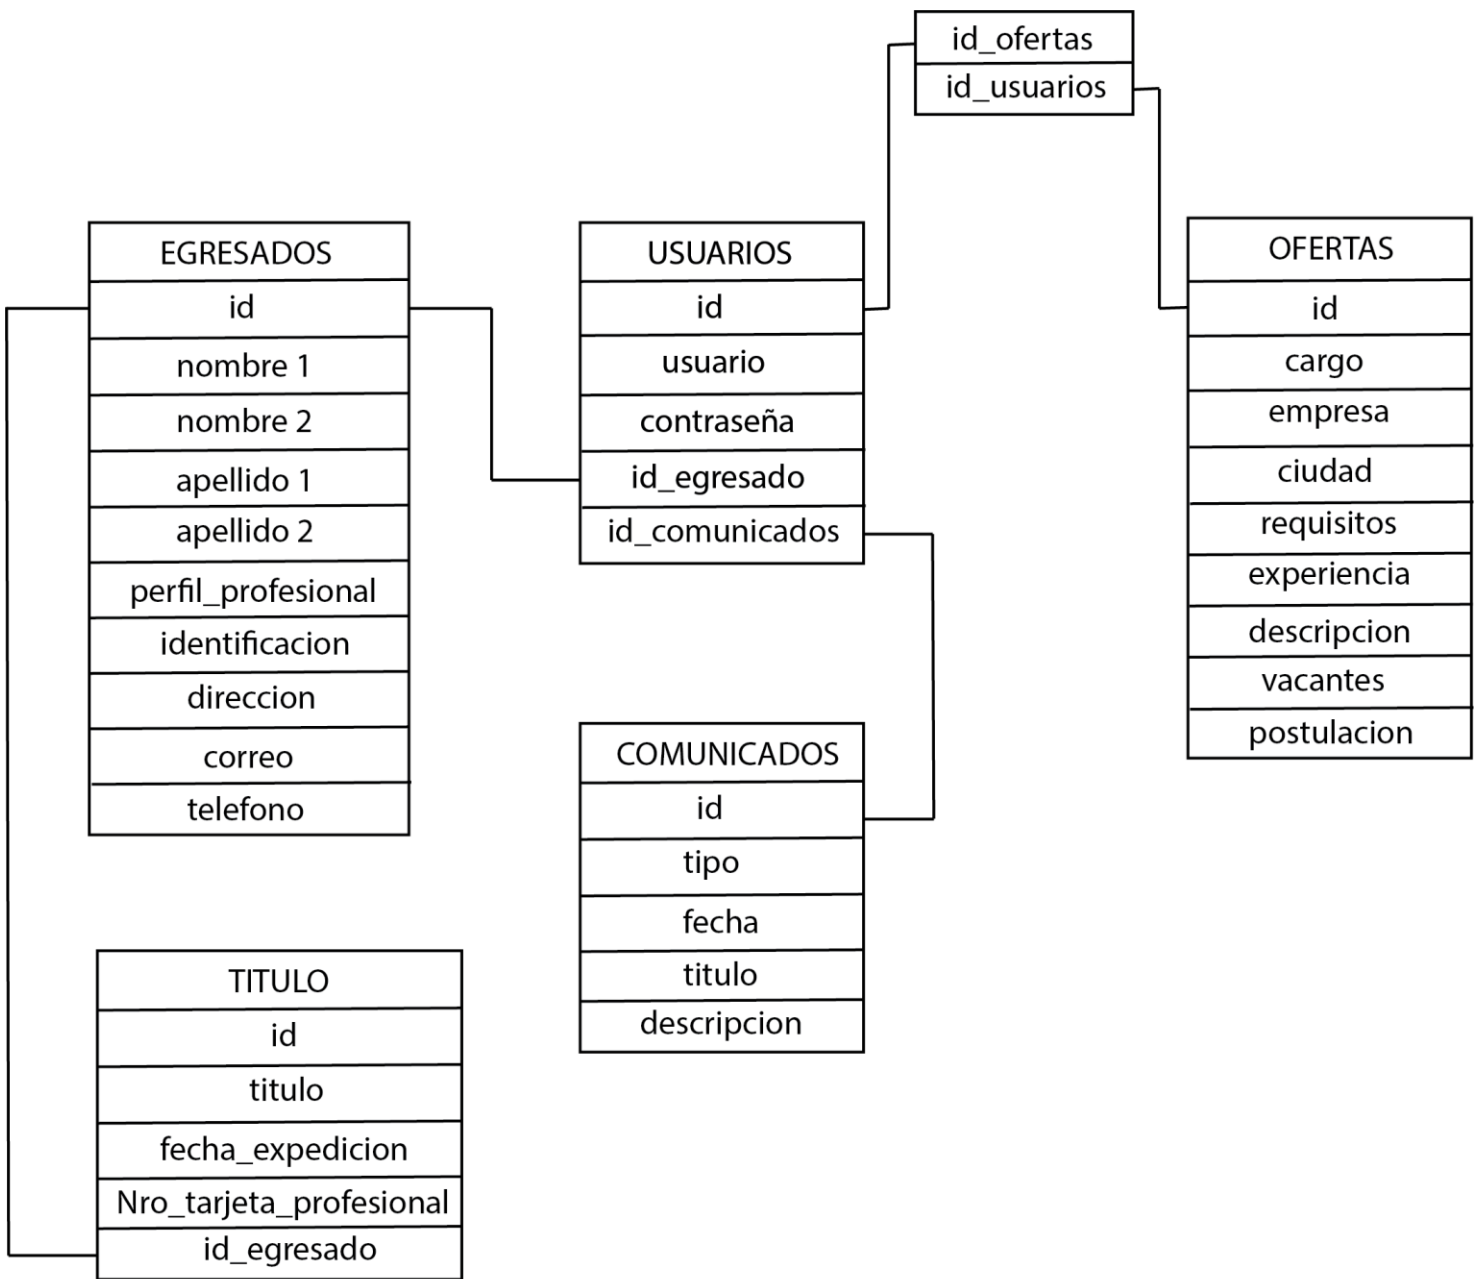 id_ofertas
id_usuarios
EGRESADOS
id
nombre 1
nombre 2
apellido 1
apellido 2
perfil_profesional
identificacion
direccion
correo
telefono
USUARIOS
id
usuario
contraseña
id_egresado
id_comunicados
OFERTAS
id
cargo
empresa
ciudad
requisitos
experiencia
descripcion
vacantes
postulacion
COMUNICADOS
id
tipo
fecha
titulo
descripcion
TITULO
id
titulo
fecha_expedicion
Nro_tarjeta_profesional
id_egresado